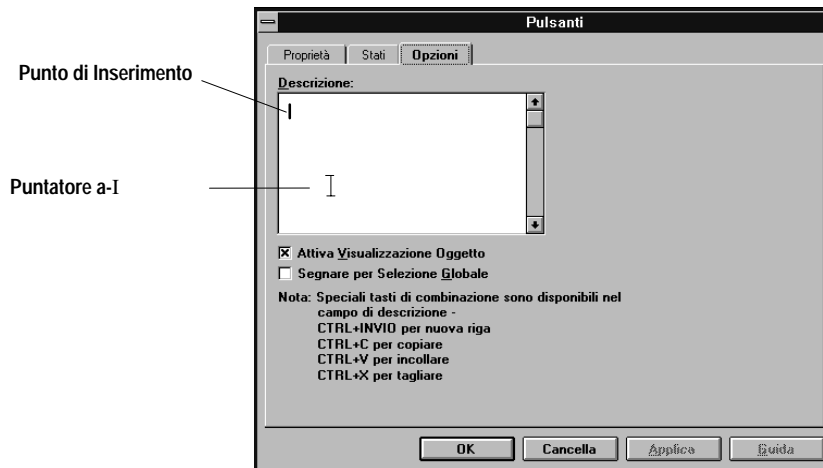 Pulsanti
Proprietà Stati Opzioni
Punto di Inserimento
Descrizione:
Puntatore a-I
Attiva Visualizzazione Oggetto
Segnare per Selezione Globale
Nota: Speciali tasti di combinazione sono disponibili nel
campo di descrizione -
CTRL+INVIO per nuova riga
CTRL+C per copiare
CTRL+V per incollare
CTRL+X per tagliare
OK Cancella Applica Guida